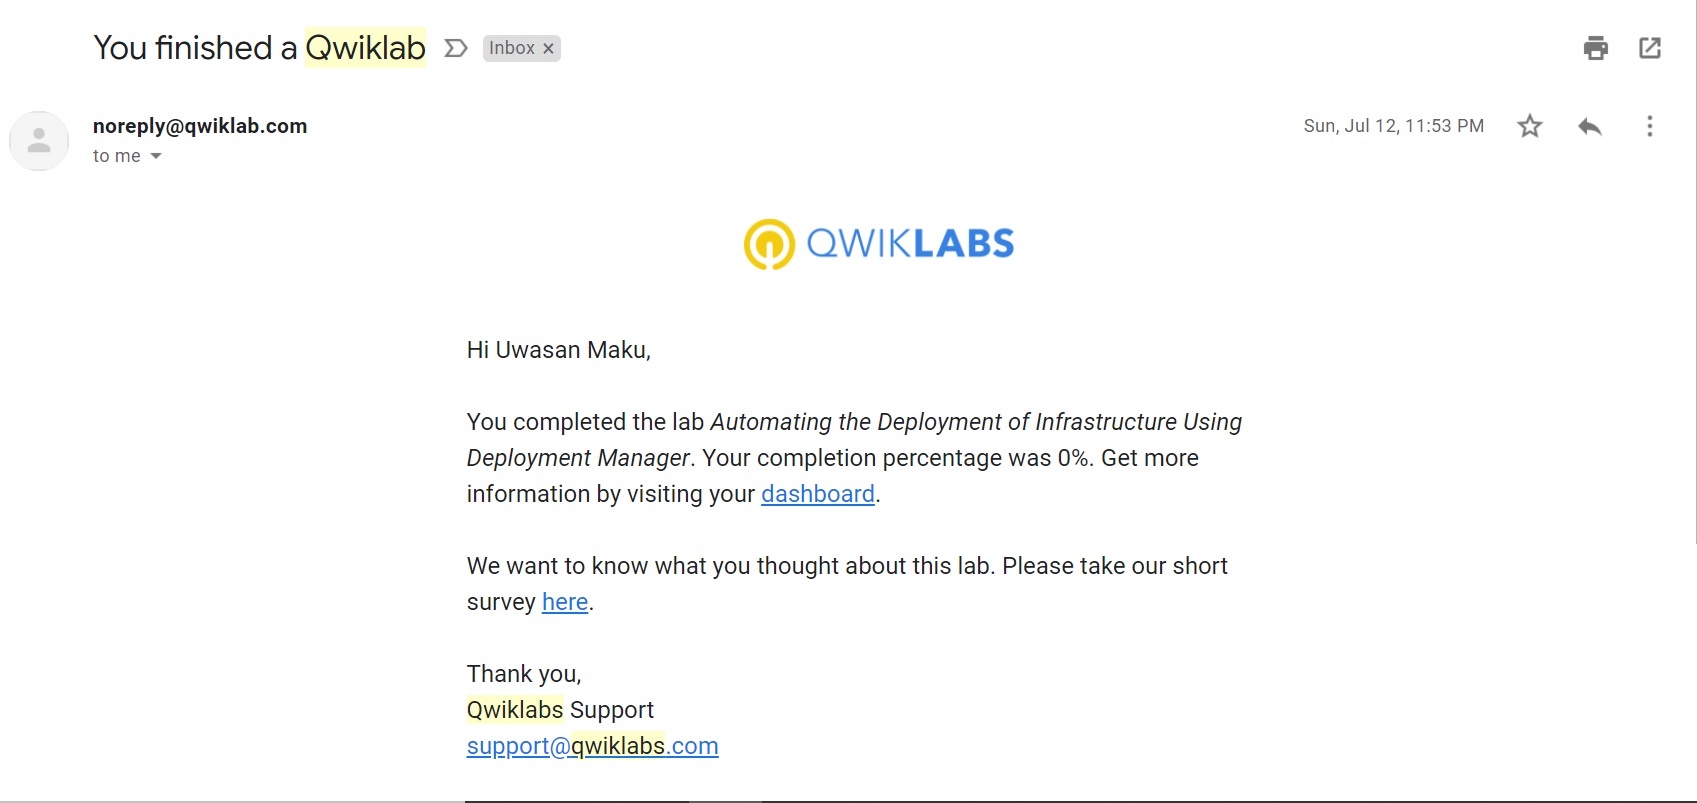 You finished a Qwiklab Inbox ×
noreply@qwiklab.com Sun, Jul 12, 11:53 PM
to me
QWIKLABS
Hi Uwasan Maku,
You completed the lab Automating the Deployment of Infrastructure Using
Deployment Manager. Your completion percentage was 0%. Get more
information by visiting your dashboard.
We want to know what you thought about this lab. Please take our short
survey here.
Thank you,
Qwiklabs Support
support@qwiklabs.com